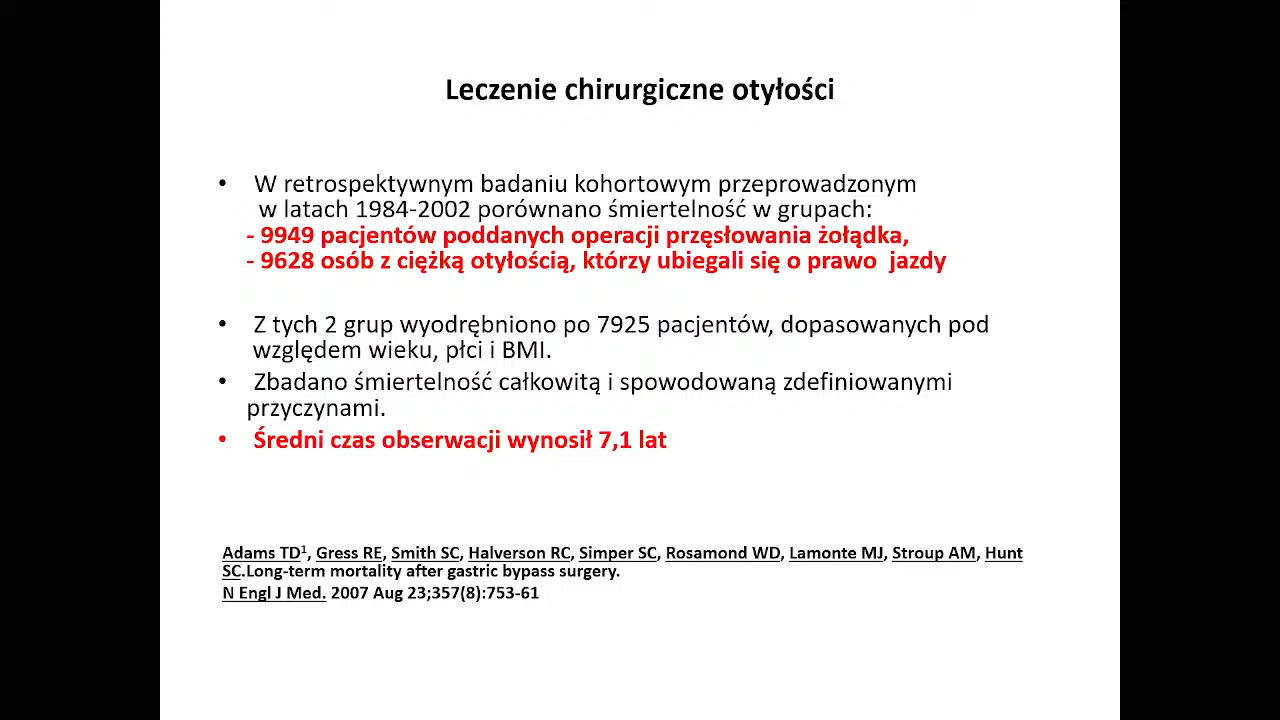 Leczenie chirurgiczne otyłości
• W retrospektywnym badaniu kohortowym przeprowadzonym
w latach 1984-2002 porównano śmiertelność w grupach:
- 9949 pacjentów poddanych operacji przęsłowania żołądka,
- 9628 osób z ciężką otyłością, którzy ubiegali się o prawo jazdy
• Z tych 2 grup wyodrębniono po 7925 pacjentów, dopasowanych pod
względem wieku, płci i BMI.
• Zbadano śmiertelność całkowitą i spowodowaną zdefiniowanymi
przyczynami.
• Średni czas obserwacji wynosił 7,1 lat
Adams TD¹, Gress RE, Smith SC, Halverson RC, Simper SC, Rosamond WD, Lamonte MJ, Stroup AM, Hunt
SC.Long-term mortality after gastric bypass surgery.
N Engl J Med. 2007 Aug 23;357(8):753-61